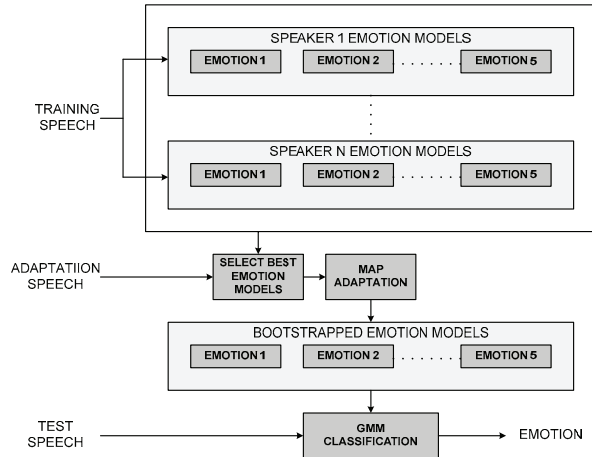 SPEAKER 1 EMOTION MODELS
EMOTION 1 EMOTION 2 . . . . . . . EMOTION 5
TRAINING
SPEECH
SPEAKER N EMOTION MODELS
EMOTION 1 EMOTION 2 . . . . . . . EMOTION 5
ADAPTATIION
SPEECH
SELECT BEST
EMOTION
MODELS
MAP
ADAPTATION
BOOTSTRAPPED EMOTION MODELS
EMOTION 1 EMOTION 2 . . . . . . . EMOTION 5
TEST
SPEECH
GMM
CLASSIFICATION
EMOTION